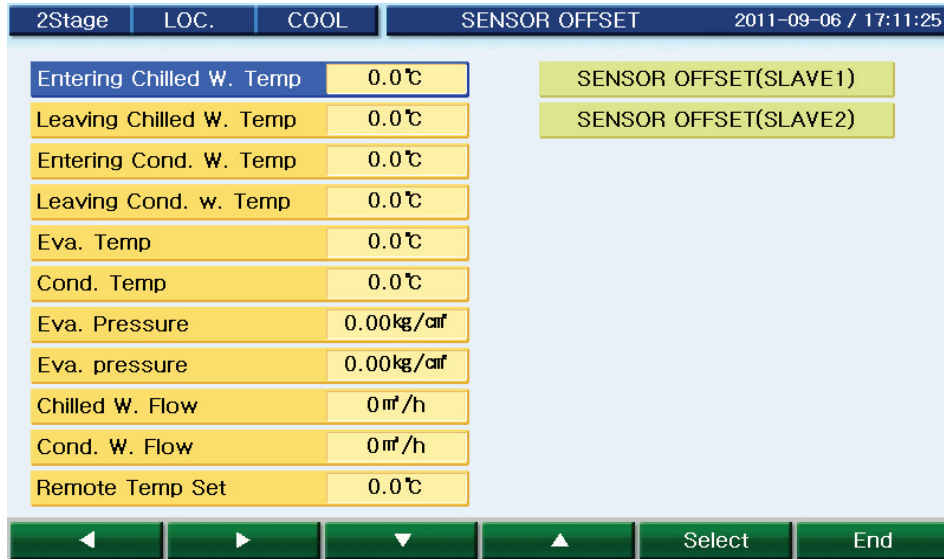 2Stage LOC. COOL SENSOR OFFSET 2011-09-06 / 17:11:25
Entering Chilled W. Temp 0.0℃ SENSOR OFFSET(SLAVE1)
Leaving Chilled W. Temp 0.0℃ SENSOR OFFSET(SLAVE2)
Entering Cond. W. Temp 0.0℃
Leaving Cond. w. Temp 0.0℃
Eva. Temp 0.0℃
Cond. Temp 0.0℃
Eva. Pressure 0.00kg/㎠
Eva. pressure 0.00kg/㎠
Chilled W. Flow 0㎥/h
Cond. W. Flow 0㎥/h
Remote Temp Set 0.0℃
◀ ▶ ▼ ▲ Select End